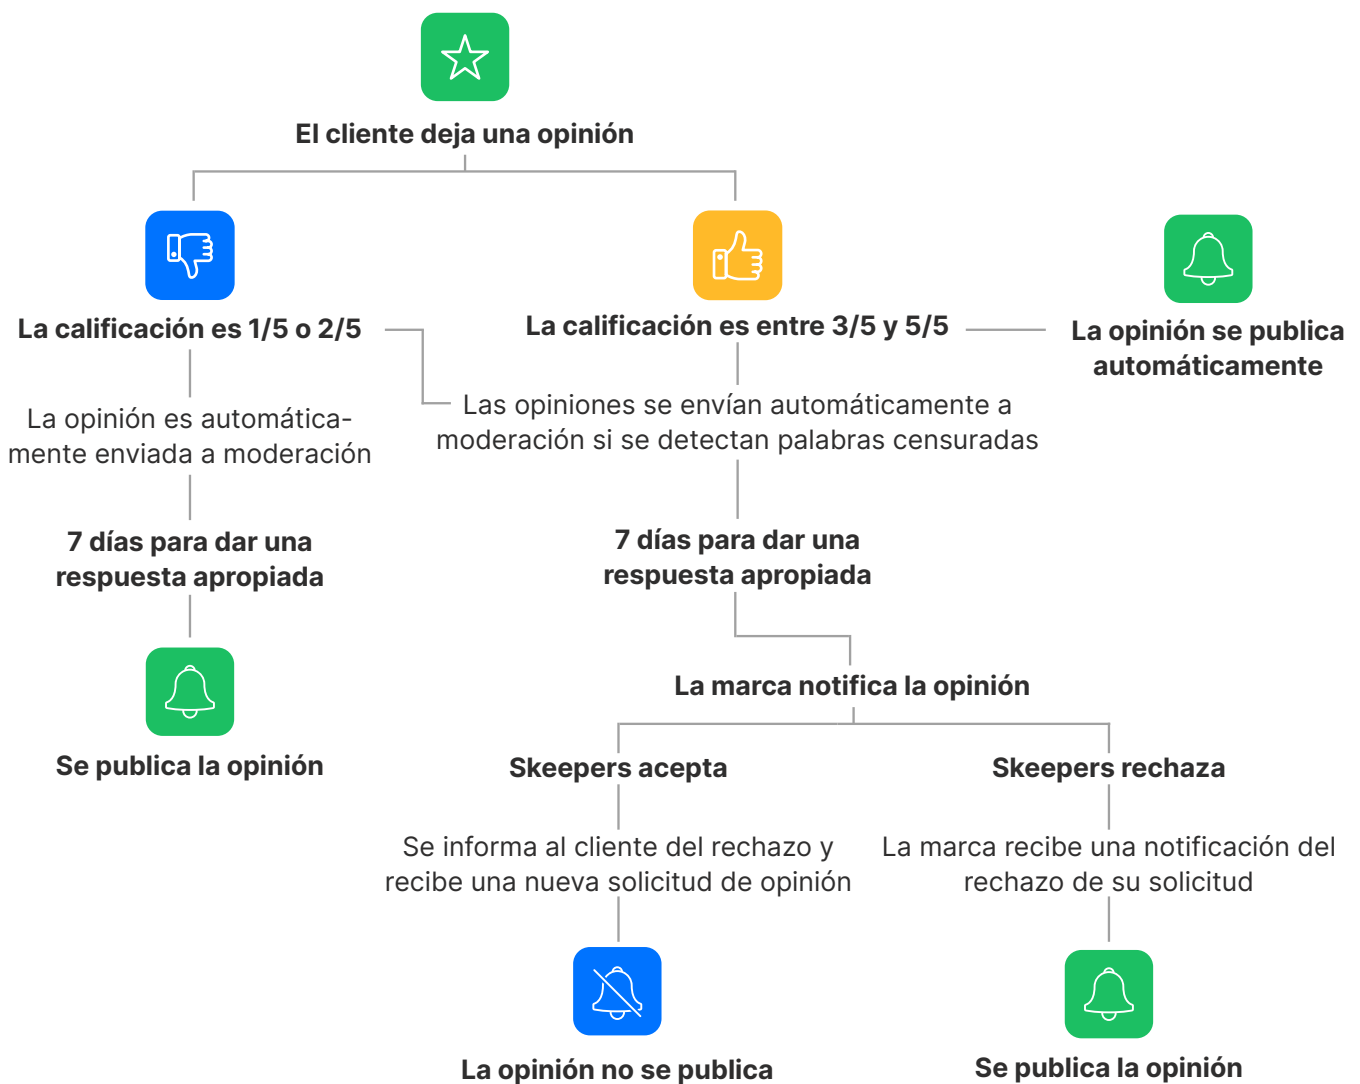 El cliente deja una opinión
La calificación es 1/5 o 2/5
La calificación es entre 3/5 y 5/5
La opinión se publica
automáticamente
La opinión es automática-
mente enviada a moderación
Las opiniones se envían automáticamente a
moderación si se detectan palabras censuradas
7 días para dar una
respuesta apropiada
7 días para dar una
respuesta apropiada
Se publica la opinión
La marca notifica la opinión
Skeepers acepta
Skeepers rechaza
Se informa al cliente del rechazo y
recibe una nueva solicitud de opinión
La marca recibe una notificación del
rechazo de su solicitud
La opinión no se publica
Se publica la opinión